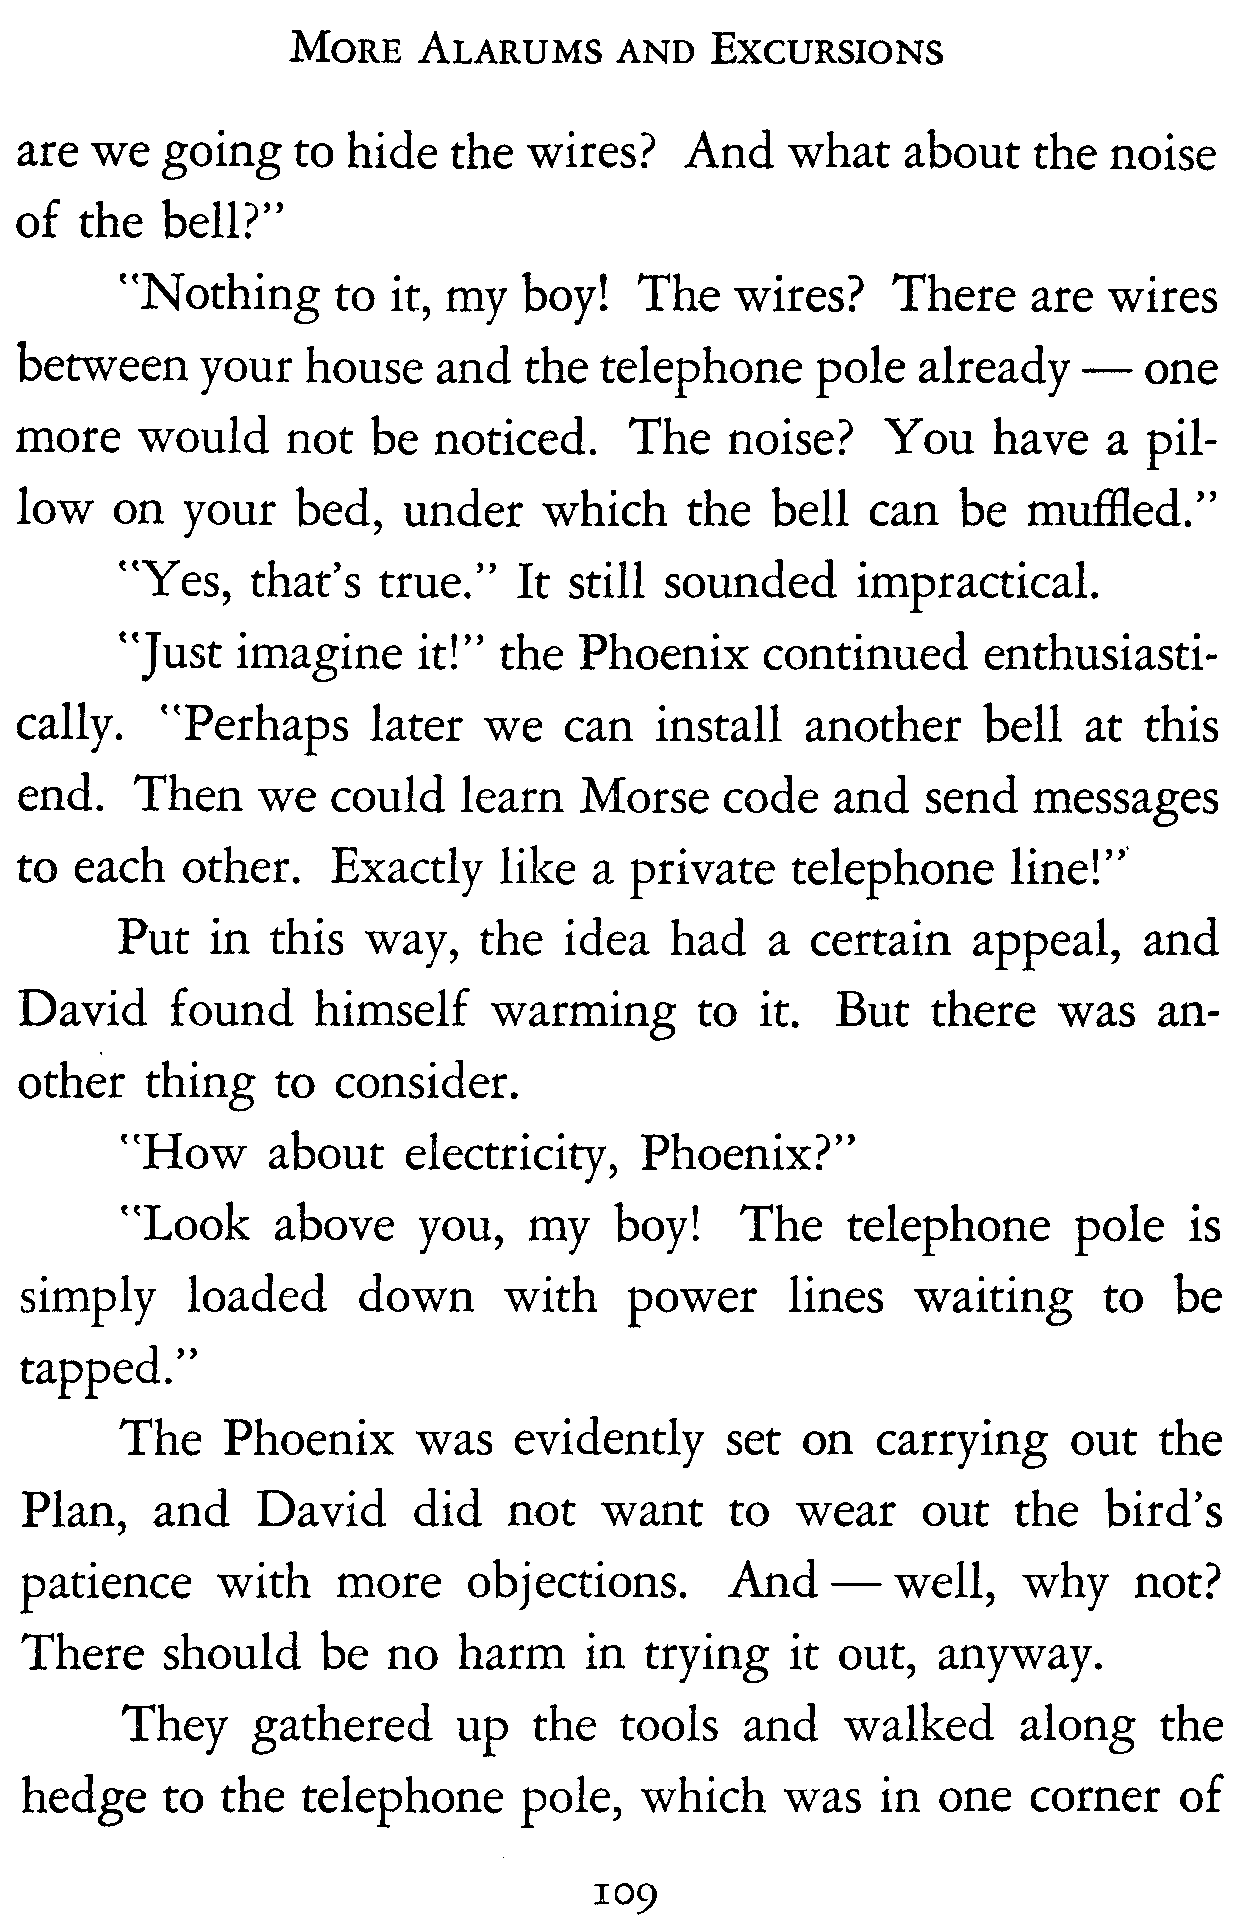 More Alarums and Excursions
are we going to hide the wires? And what about the noise
of the bell?"
"Nothing to it, my boy! The wires? There are wires
between your house and the telephone pole already — one
more would not be noticed. The noise? You have a pil-
low on your bed, under which the bell can be muffled."
"Yes, that's true." It still sounded impractical.
"Just imagine it!" the Phoenix continued enthusiasti-
cally. "Perhaps later we can install another bell at this
end. Then we could learn Morse code and send messages
to each other. Exactly like a private telephone line!"
Put in this way, the idea had a certain appeal, and
David found himself warming to it. But there was an-
other thing to consider.
"How about electricity, Phoenix?"
"Look above you, my boy! The telephone pole is
simply loaded down with power lines waiting to be
tapped."
The Phoenix was evidently set on carrying out the
Plan, and David did not want to wear out the bird's
patience with more objections. And — well, why not?
There should be no harm in trying it out, anyway.
They gathered up the tools and walked along the
hedge to the telephone pole, which was in one corner of
109